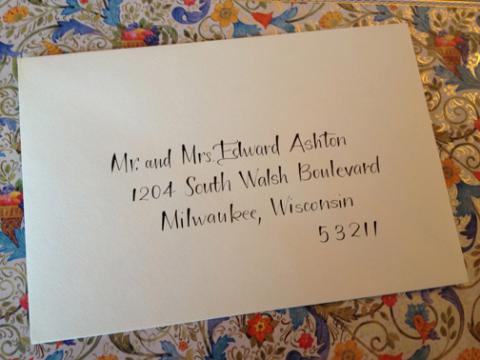 Mr. and Mrs. Edward Ashton
1204 South Walsh Boulevard
Milwaukee, Wisconsin
53211